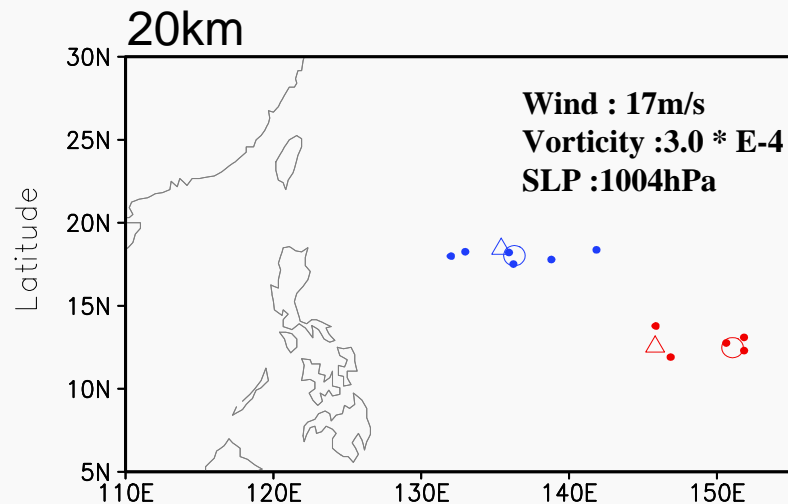 20km
30N
25N
20N
15N
10N
5N
Latitude
Wind : 17m/s
Vorticity :3.0 * E-4
SLP :1004hPa
110E 120E 130E 140E 150E